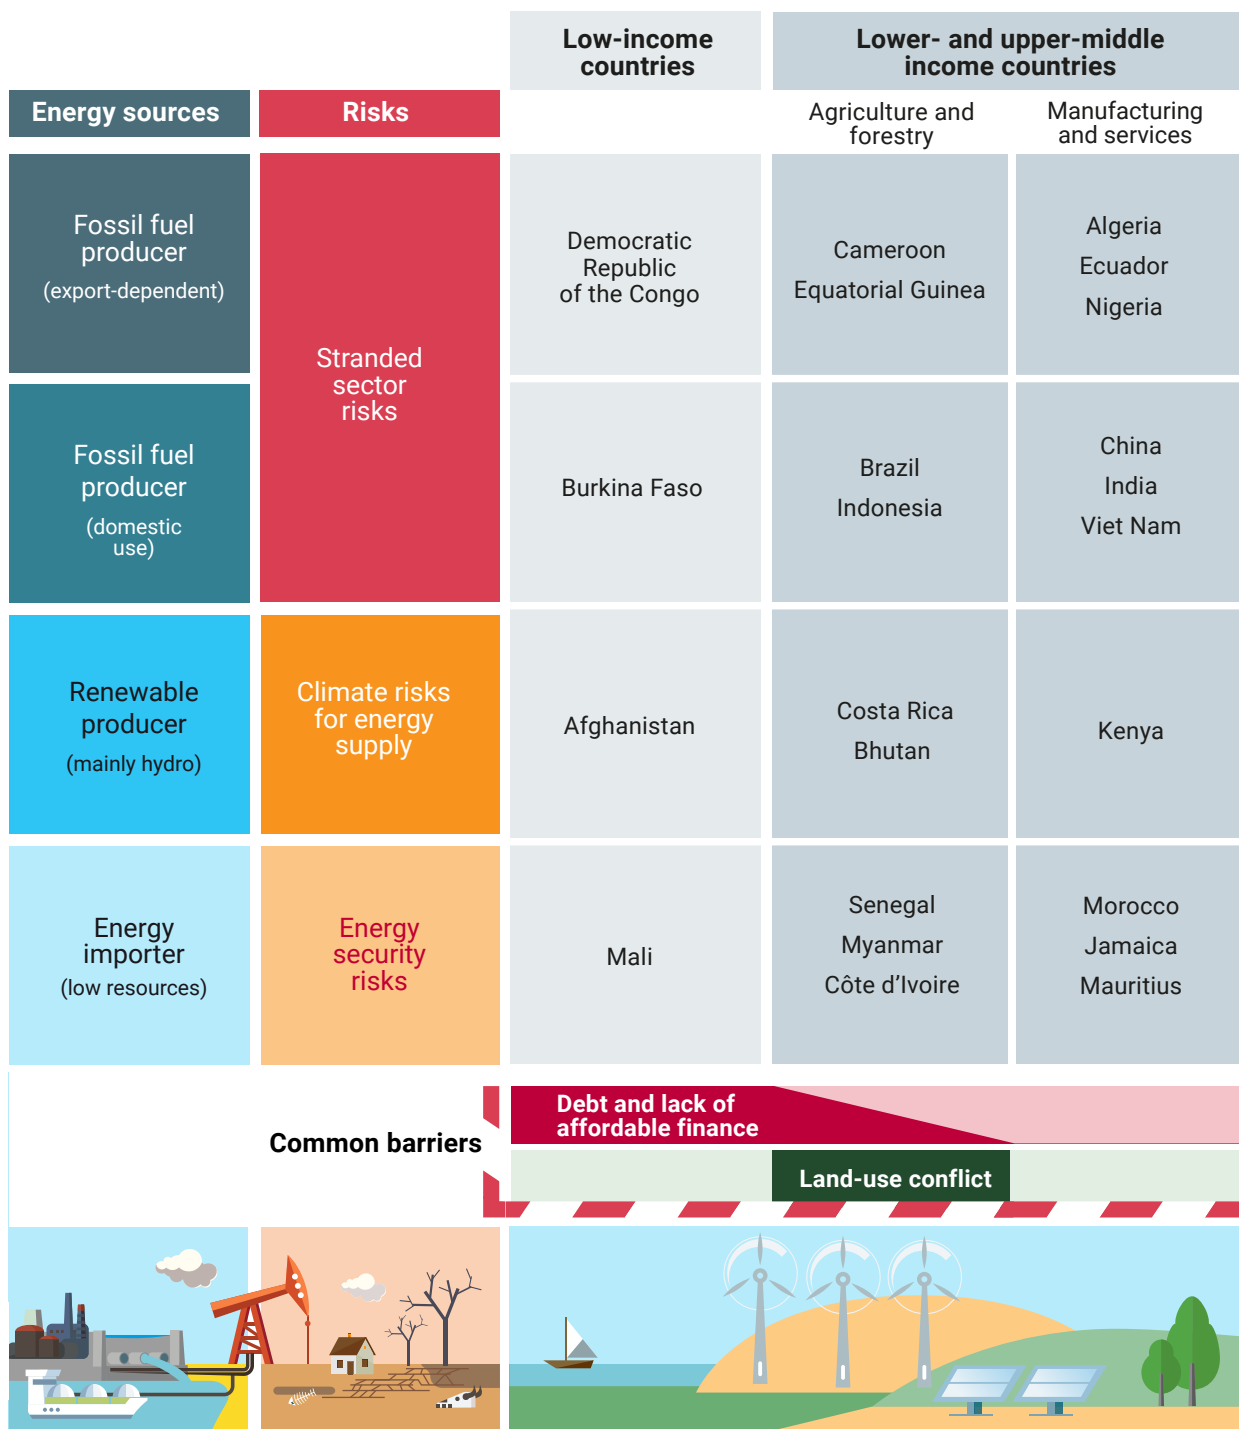 Low-income
countries
Lower- and upper-middle
income countries
Energy sources
Risks
Agriculture and
forestry
Manufacturing
and services
Fossil fuel
producer
(export-dependent)
Stranded
sector
risks
Democratic
Republic
of the Congo
Cameroon
Equatorial Guinea
Algeria
Ecuador
Nigeria
Fossil fuel
producer
(domestic
use)
Burkina Faso
Brazil
Indonesia
China
India
Viet Nam
Renewable
producer
(mainly hydro)
Climate risks
for energy
supply
Afghanistan
Costa Rica
Bhutan
Kenya
Energy
importer
(low resources)
Energy
security
risks
Mali
Senegal
Myanmar
Côte d’Ivoire
Morocco
Jamaica
Mauritius
Common barriers
Debt and lack of
affordable finance
Land-use conflict